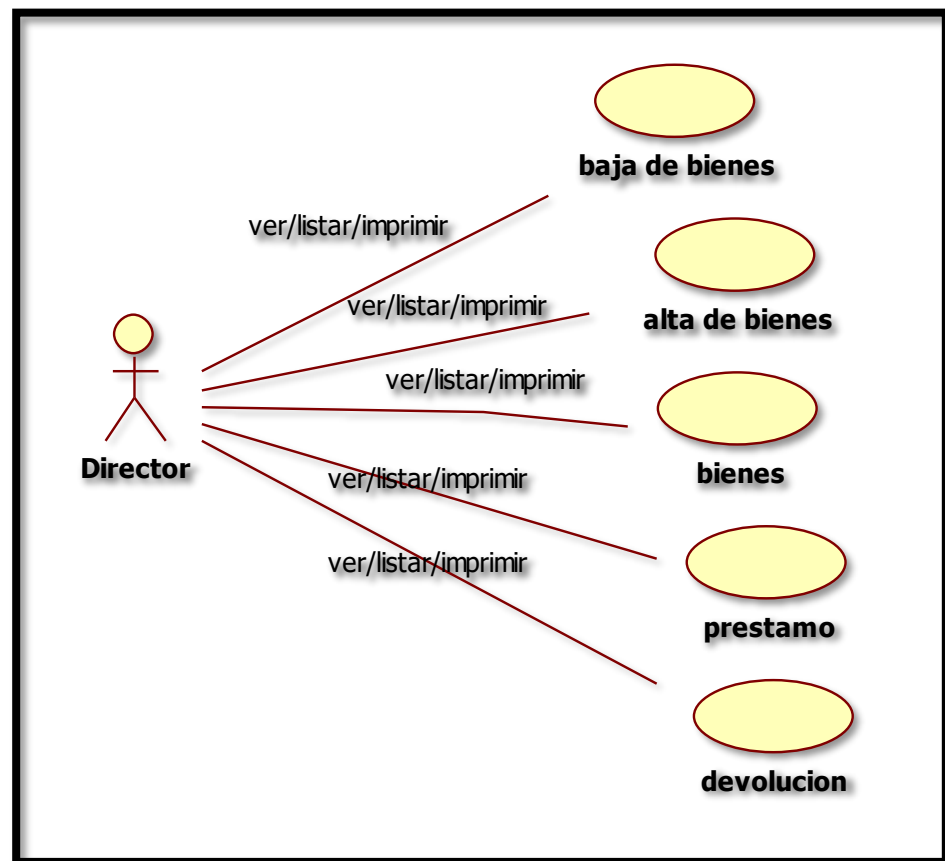 baja de bienes
ver/listar/imprimir
ver/listar/imprimir
alta de bienes
ver/listar/imprimir
Director
bienes
ver/listar/imprimir
ver/listar/imprimir
prestamo
devolucion